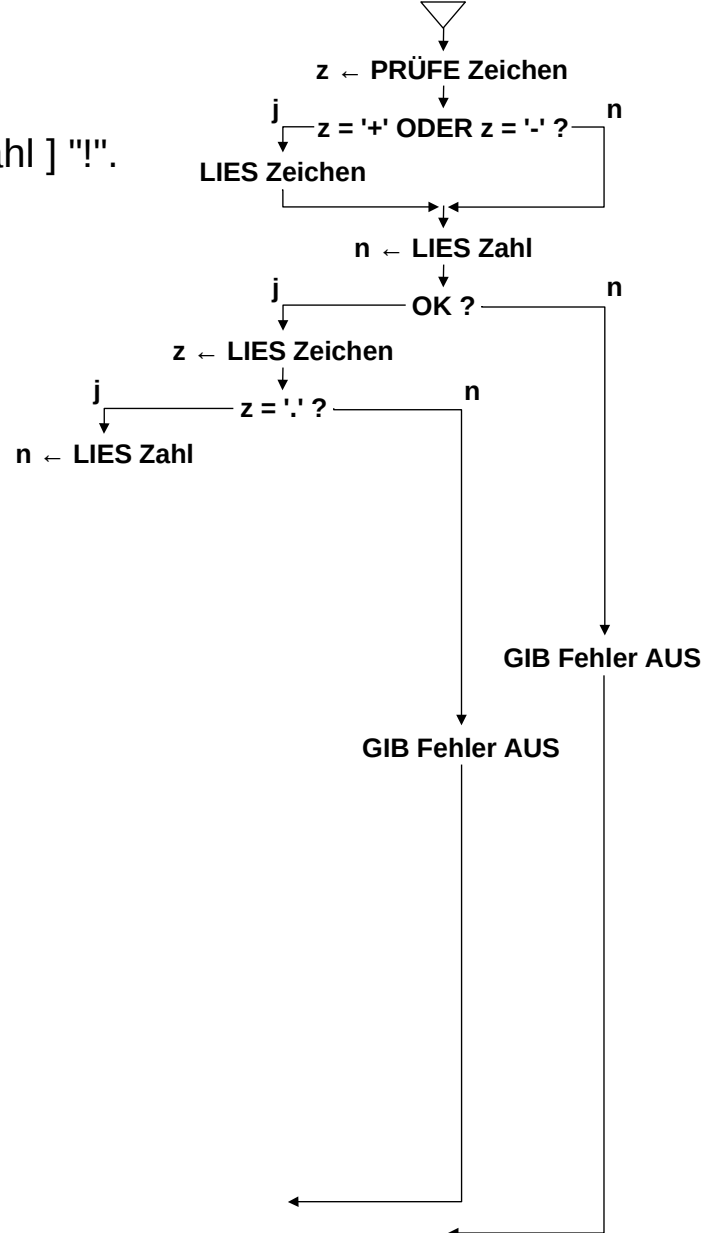 z ← PRÜFE Zeichen
j
n
z = '+' ODER z = '-' ?
hl ] "!".
LIES Zeichen
n ← LIES Zahl
j
n
OK ?
z ← LIES Zeichen
j
n
z = '.' ?
n ← LIES Zahl
GIB Fehler AUS
GIB Fehler AUS